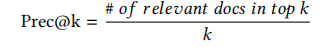 Prec@k = # of relevant docs in top k / k